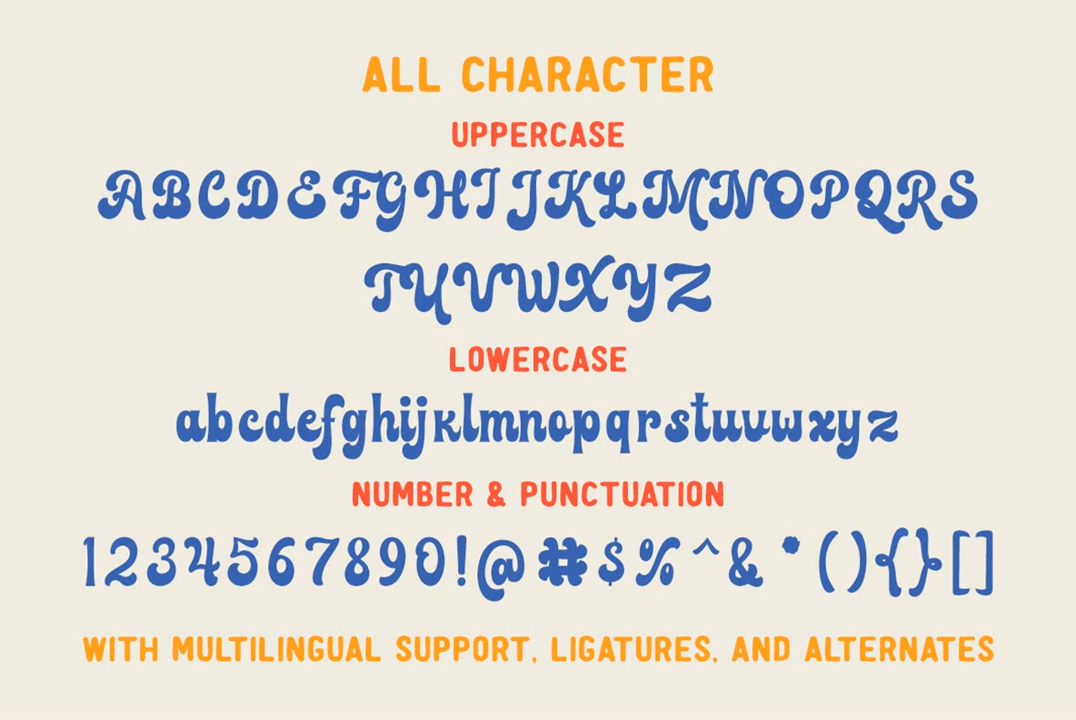 ALL CHARACTER
UPPERCASE
ABCDEFGHIJKLMNOPQRS
TUVWXYZ
LOWERCASE
abcdefghijklmnopqrstuvwxyz
NUMBER & PUNCTUATION
1234567890!@#$%^&*(){}[]
WITH MULTILINGUAL SUPPORT, LIGATURES, AND ALTERNATES